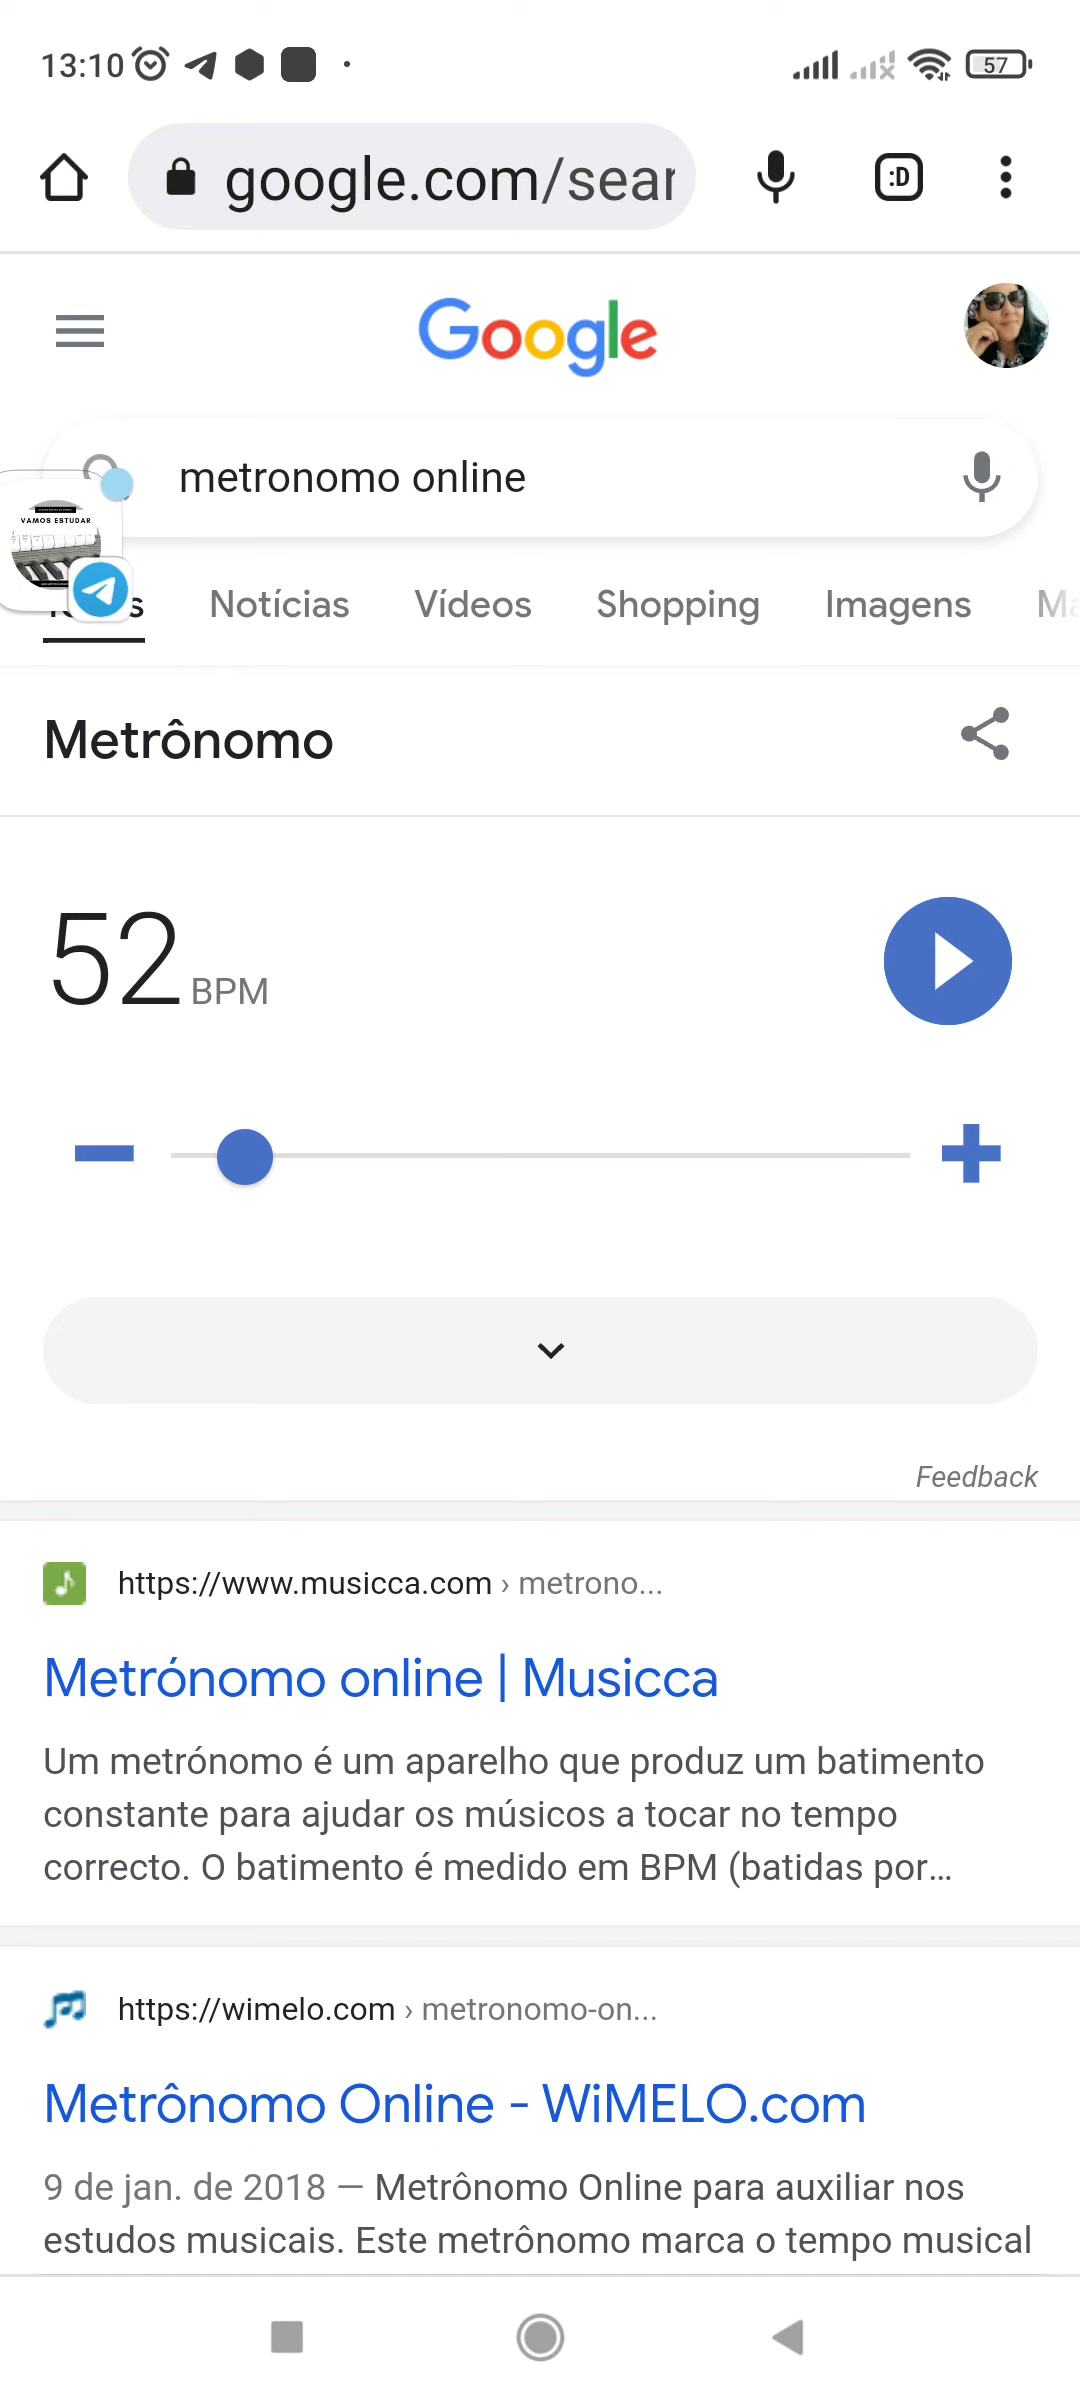 13:10
57
google.com/sear
:D
Google
metronomo online
VAMOS ESTUDAR
Notícias Vídeos Shopping Imagens
Metrônomo
52 BPM
Feedback
https://www.musicca.com › metrono...
Metrónomo online | Musicca
Um metrónomo é um aparelho que produz um batimento
constante para ajudar os músicos a tocar no tempo
correcto. O batimento é medido em BPM (batidas por...
https://wimelo.com › metronomo-on...
Metrônomo Online - WiMELO.com
9 de jan. de 2018 — Metrônomo Online para auxiliar nos
estudos musicais. Este metrônomo marca o tempo musical